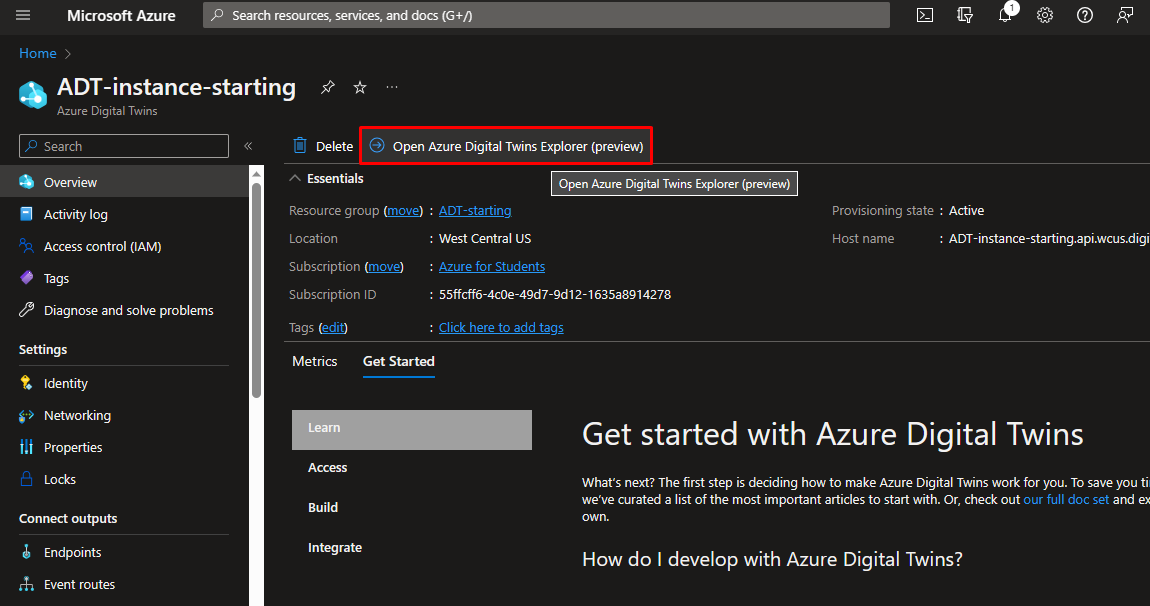 Microsoft Azure
Search resources, services, and docs (G+/)
1
Home
ADT-instance-starting
Azure Digital Twins
Search
Overview
Activity log
Access control (IAM)
Tags
Diagnose and solve problems
Settings
Identity
Networking
Properties
Locks
Connect outputs
Endpoints
Event routes
Delete
Open Azure Digital Twins Explorer (preview)
Essentials
Open Azure Digital Twins Explorer (preview)
Resource group (move) : ADT-starting
Location : West Central US
Subscription (move) : Azure for Students
Subscription ID : 55ffcff6-4c0e-49d7-9d12-1635a8914278
Tags (edit) : Click here to add tags
Provisioning state : Active
Host name : ADT-instance-starting.api.wcus.digi
Metrics
Get Started
Learn
Access
Build
Integrate
Get started with Azure Digital Twins
What's next? The first step is deciding how to make Azure Digital Twins work for you. To save you ti
we've curated a list of the most important articles to start with. Or, check out our full doc set and ex
own.
How do I develop with Azure Digital Twins?